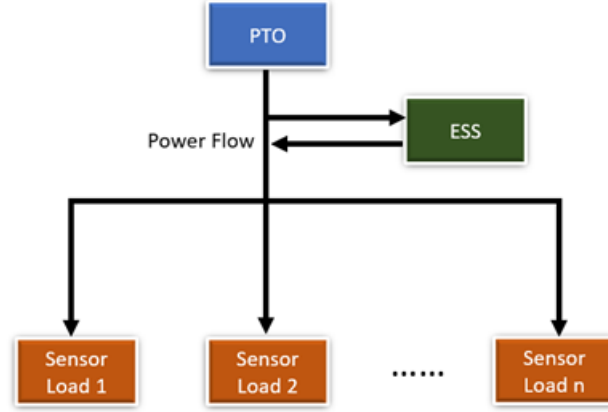 PTO
ESS
Power Flow
Sensor
Load 1
Sensor
Load 2
......
Sensor
Load n